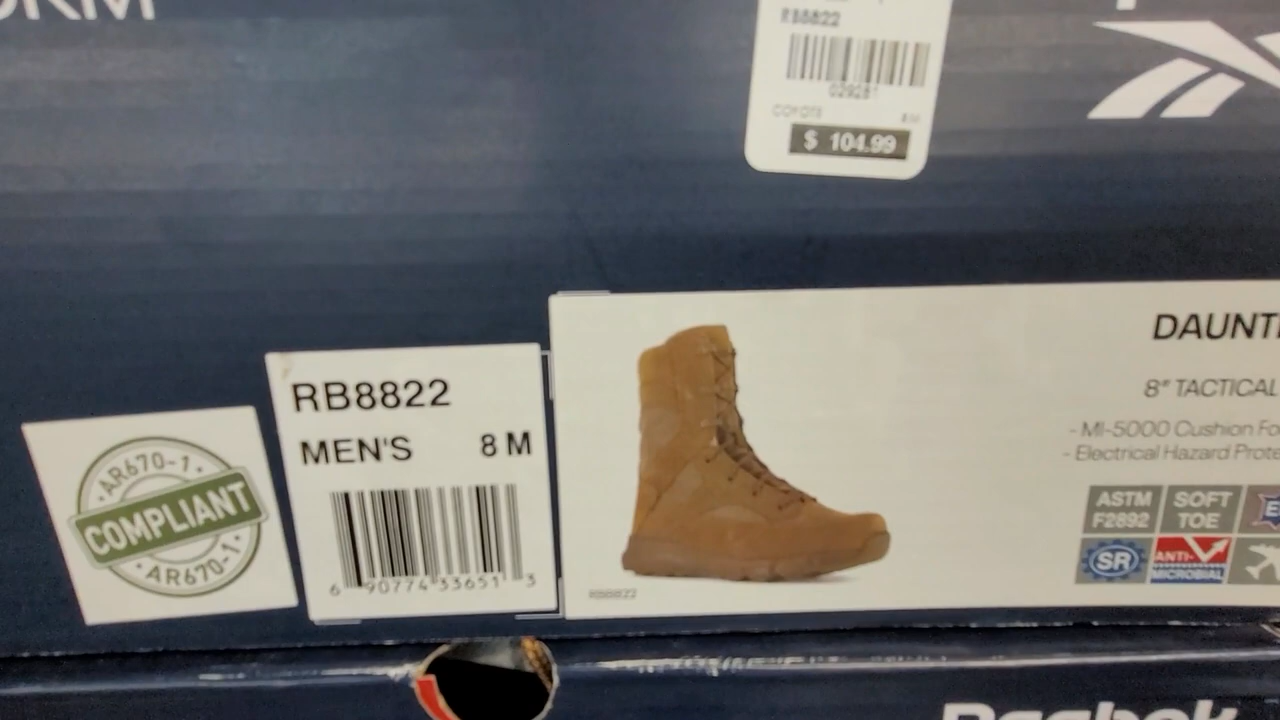 RB8822
029281
COYOTE
$ 104.99
RB8822
MEN'S 8 M
6 90774 33651 3
AR670-1
COMPLIANT
AR670-1
DAUNT
8" TACTICAL
- MI-5000 Cushion Fo
- Electrical Hazard Prote
ASTM
F2892
SOFT
TOE
SR
ANTI-
MICROBIAL
RB8822
Reebok